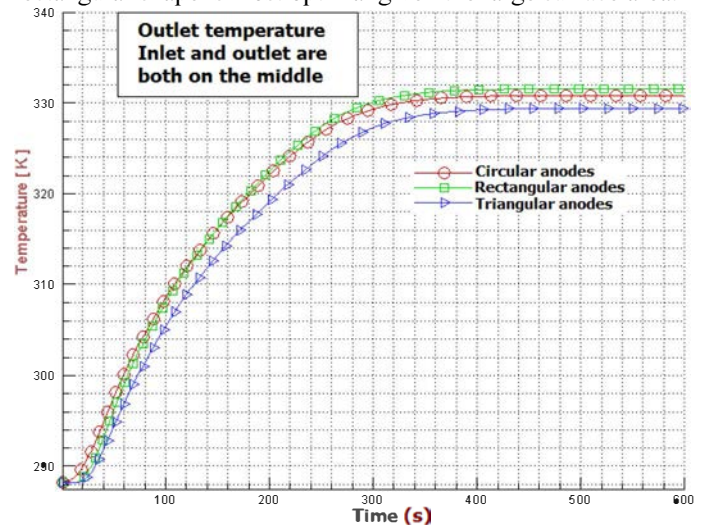 340
Outlet temperature
Inlet and outlet are
both on the middle
330
Circular anodes
Rectangular anodes
Triangular anodes
320
Temperature [ K ]
310
300
290
100 200 300 400 500 600
Time (s)